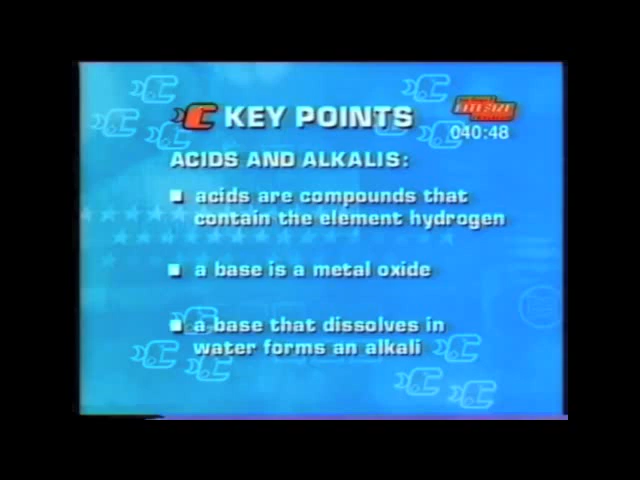 BITESIZE
C KEY POINTS
040:48
ACIDS AND ALKALIS:
■ acids are compounds that
contain the element hydrogen
■ a base is a metal oxide
■ a base that dissolves in
water forms an alkali